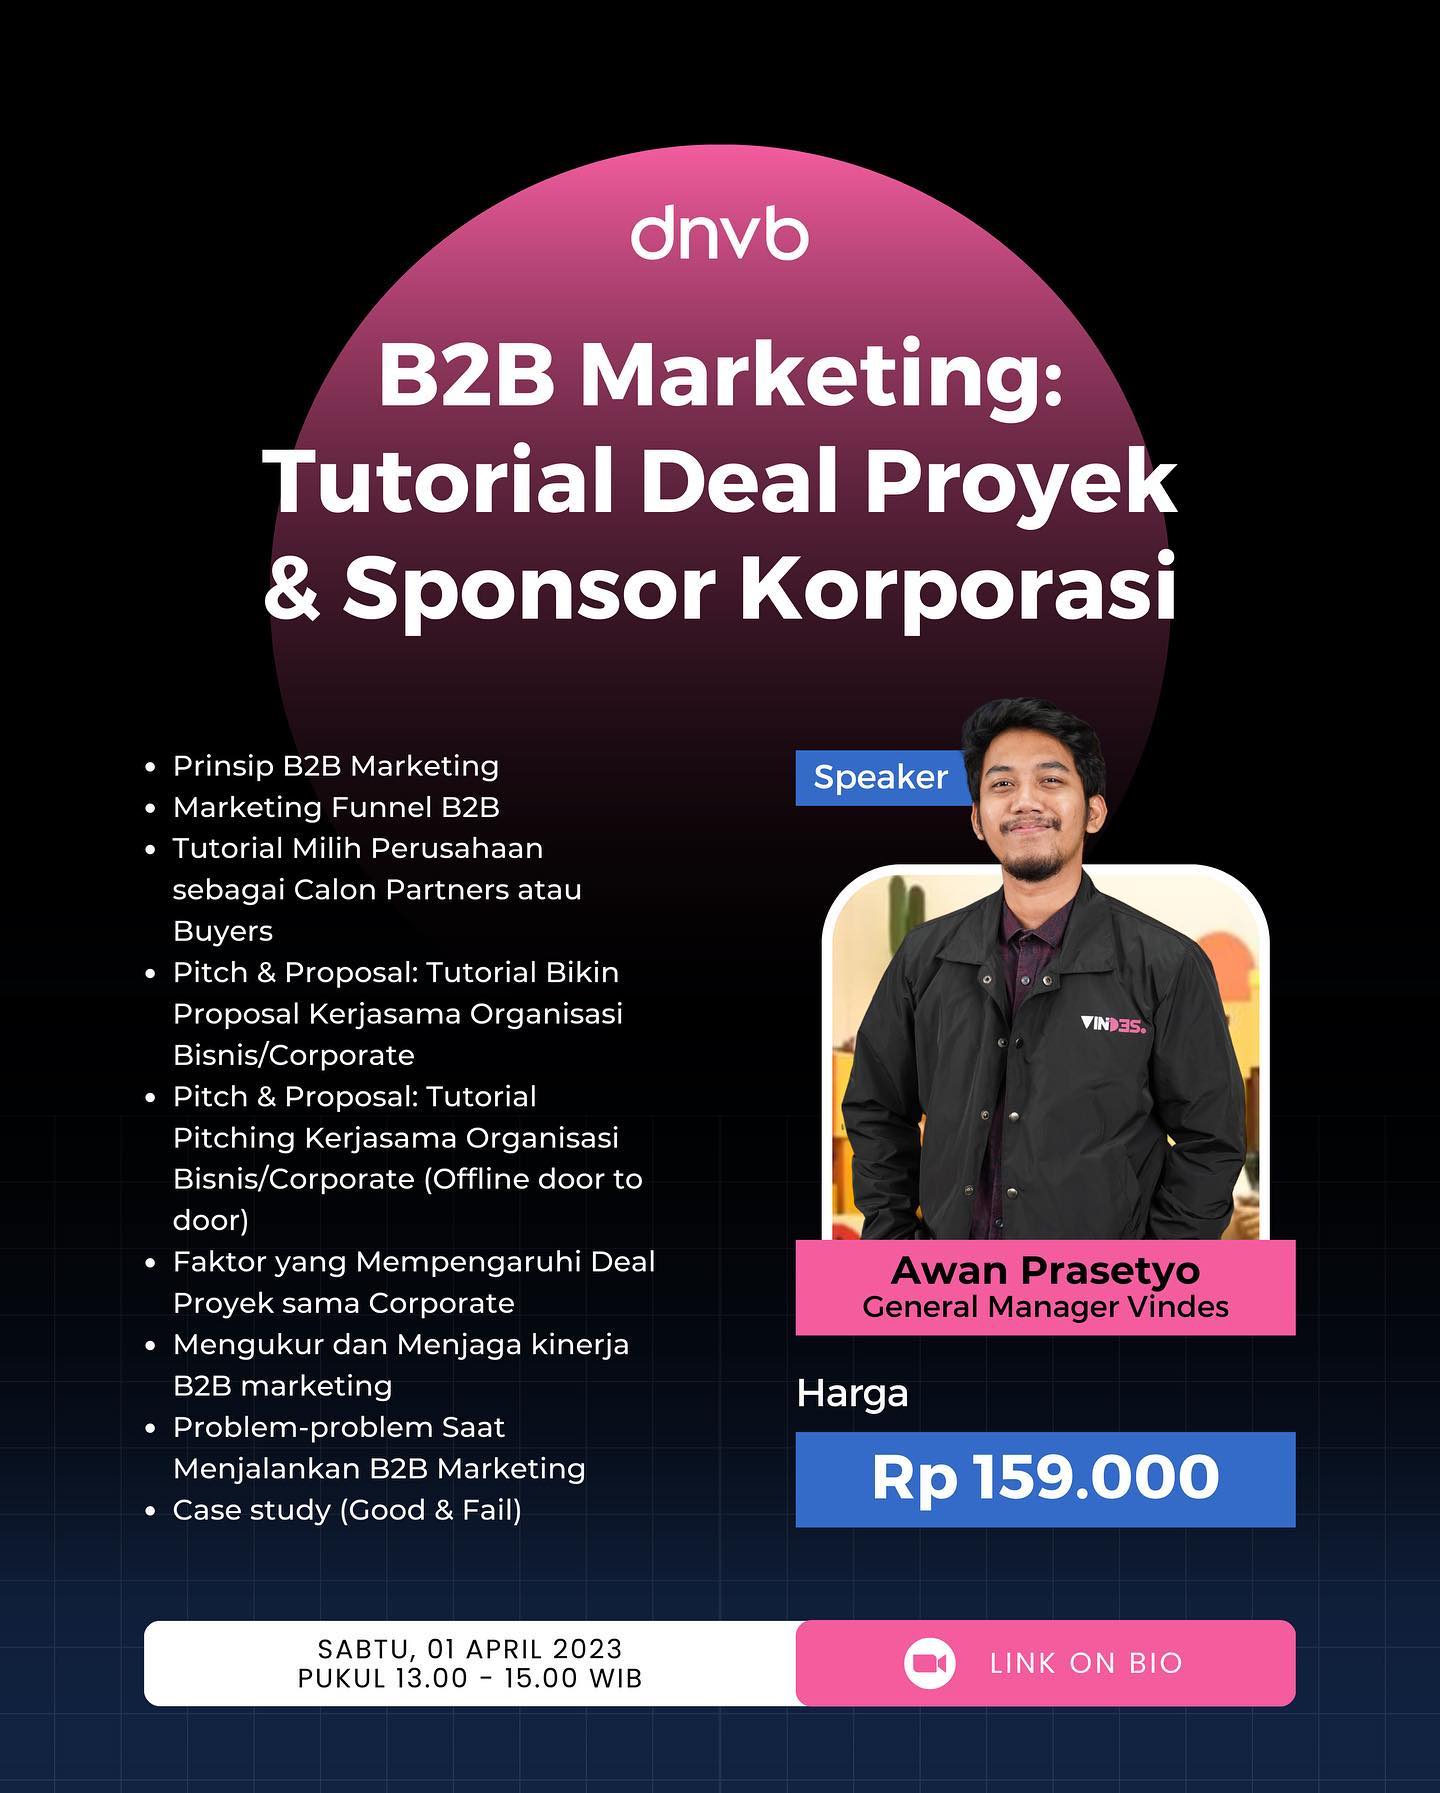 dnvb
B2B Marketing:
Tutorial Deal Proyek
& Sponsor Korporasi
• Prinsip B2B Marketing
• Marketing Funnel B2B
• Tutorial Milih Perusahaan
sebagai Calon Partners atau
Buyers
• Pitch & Proposal: Tutorial Bikin
Proposal Kerjasama Organisasi
Bisnis/Corporate
• Pitch & Proposal: Tutorial
Pitching Kerjasama Organisasi
Bisnis/Corporate (Offline door to
door)
• Faktor yang Mempengaruhi Deal
Proyek sama Corporate
• Mengukur dan Menjaga kinerja
B2B marketing
• Problem-problem Saat
Menjalankan B2B Marketing
• Case study (Good & Fail)
Speaker
VINDES.
Awan Prasetyo
General Manager Vindes
Harga
Rp 159.000
SABTU, 01 APRIL 2023
PUKUL 13.00 - 15.00 WIB
LINK ON BIO